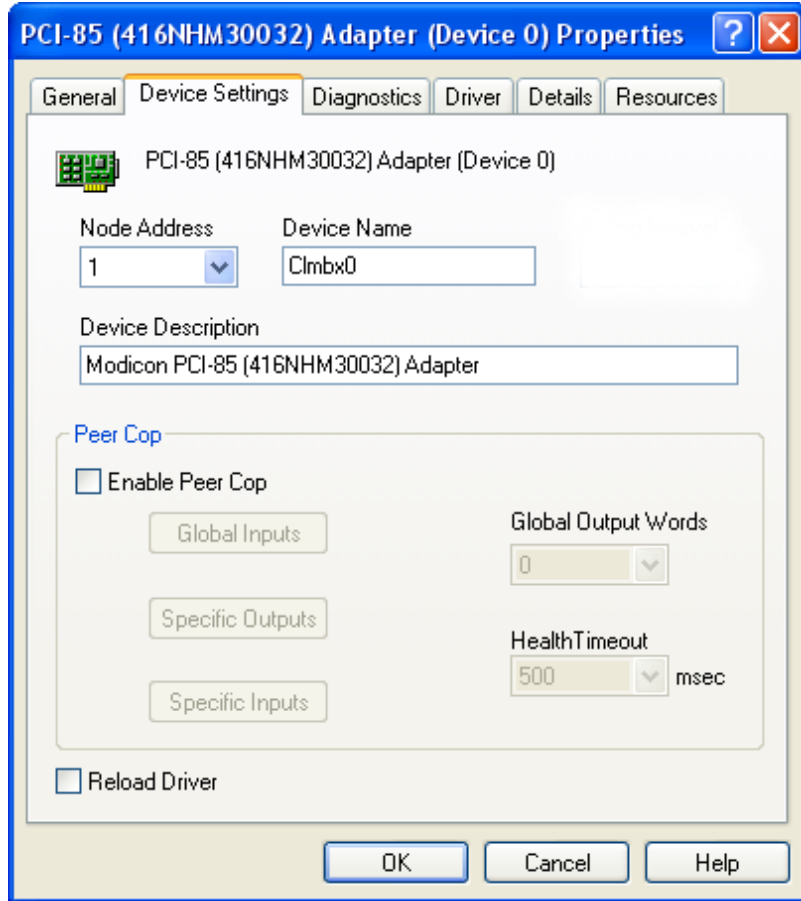 PCI-85 (416NHM30032) Adapter (Device 0) Properties
General Device Settings Diagnostics Driver Details Resources
PCI-85 (416NHM30032) Adapter (Device 0)
Node Address Device Name
1 Clmbx0
Device Description
Modicon PCI-85 (416NHM30032) Adapter
Peer Cop
Enable Peer Cop
Global Inputs Global Output Words
0
Specific Outputs
HealthTimeout
500 msec
Specific Inputs
Reload Driver
OK Cancel Help